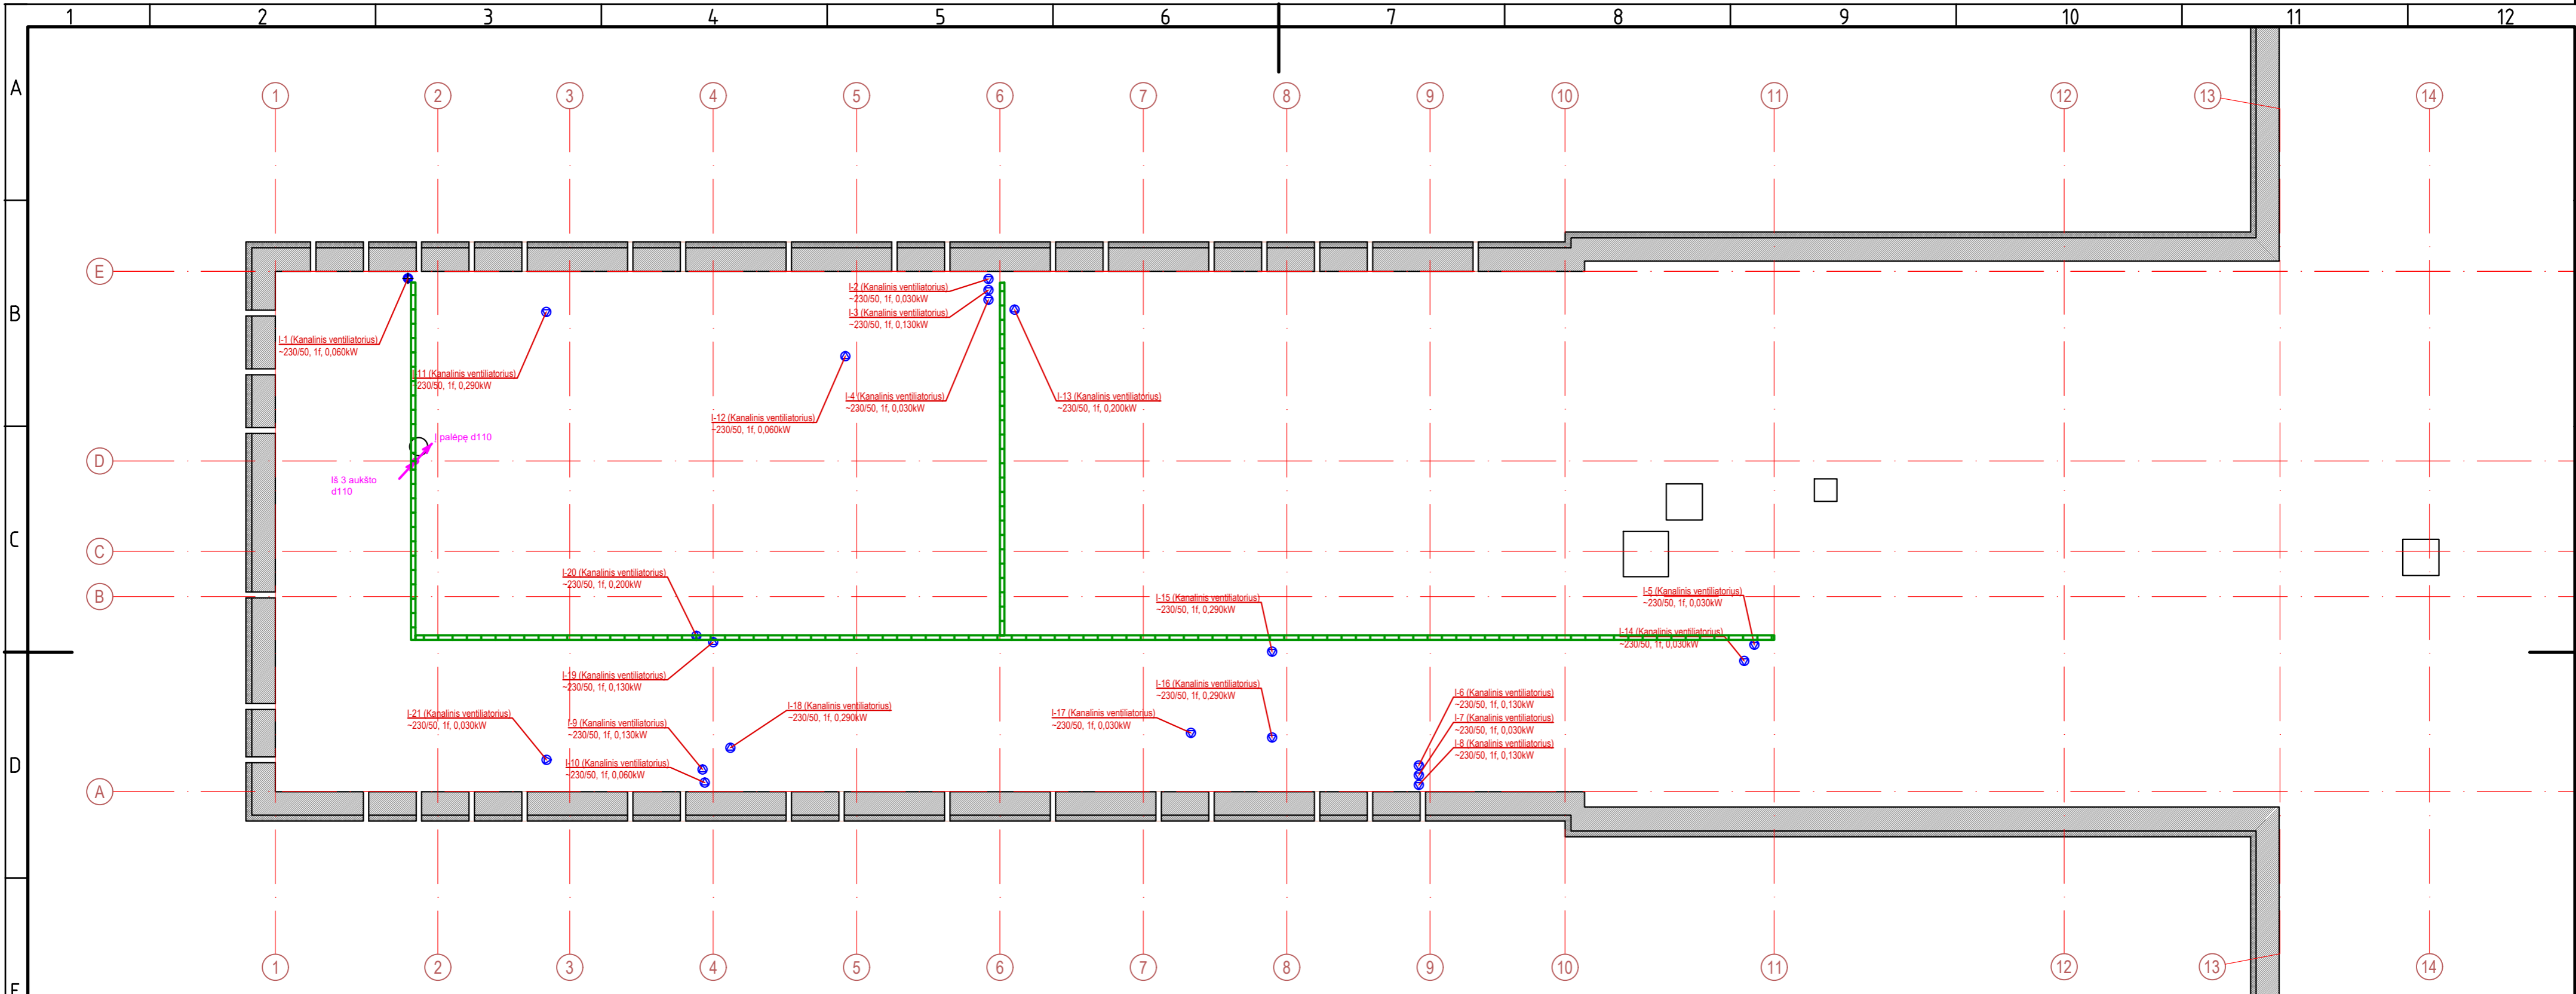 1 2 3 4 5 6 7 8 9 10 11 12
A
1 2 3 4 5 6 7 8 9 10 11 12 13 14
E
B
I-2 (Kanalinis ventiliatorius)
~230/50, 1f, 0,030kW
I-3 (Kanalinis ventiliatorius)
~230/50, 1f, 0,130kW
I-1 (Kanalinis ventiliatorius)
~230/50, 1f, 0,060kW
I-11 (Kanalinis ventiliatorius)
~230/50, 1f, 0,290kW
I-4 (Kanalinis ventiliatorius)
~230/50, 1f, 0,030kW
I-13 (Kanalinis ventiliatorius)
~230/50, 1f, 0,200kW
I-12 (Kanalinis ventiliatorius)
~230/50, 1f, 0,060kW
Į palėpę d110
D
Iš 3 aukšto
d110
C
C
I-20 (Kanalinis ventiliatorius)
~230/50, 1f, 0,200kW
B
I-15 (Kanalinis ventiliatorius)
~230/50, 1f, 0,290kW
I-5 (Kanalinis ventiliatorius)
~230/50, 1f, 0,030kW
I-14 (Kanalinis ventiliatorius)
~230/50, 1f, 0,030kW
I-19 (Kanalinis ventiliatorius)
~230/50, 1f, 0,130kW
I-16 (Kanalinis ventiliatorius)
~230/50, 1f, 0,290kW
I-6 (Kanalinis ventiliatorius)
~230/50, 1f, 0,130kW
I-18 (Kanalinis ventiliatorius)
~230/50, 1f, 0,290kW
I-21 (Kanalinis ventiliatorius)
~230/50, 1f, 0,030kW
I-17 (Kanalinis ventiliatorius)
~230/50, 1f, 0,030kW
I-7 (Kanalinis ventiliatorius)
~230/50, 1f, 0,030kW
I-9 (Kanalinis ventiliatorius)
~230/50, 1f, 0,130kW
I-8 (Kanalinis ventiliatorius)
~230/50, 1f, 0,130kW
I-10 (Kanalinis ventiliatorius)
~230/50, 1f, 0,060kW
D
A
1 2 3 4 5 6 7 8 9 10 11 12 13 14